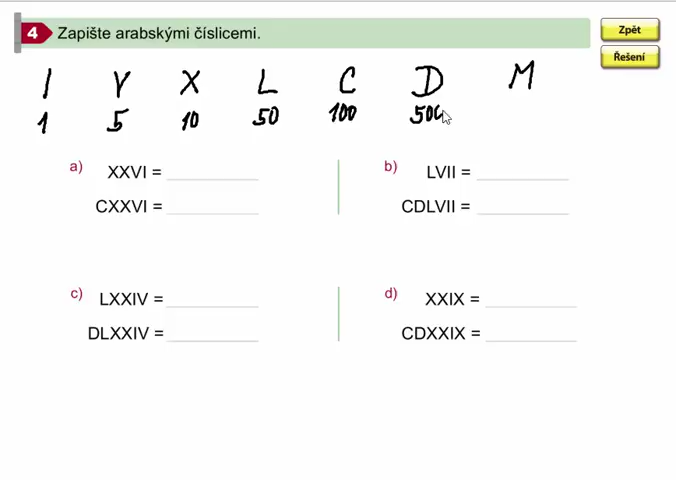 4 Zapište arabskými číslicemi.
Zpět
Řešení
I V X L C D M
1 5 10 50 100 500
a) XXVI =
CXXVI =
b) LVII =
CDLVII =
c) LXXIV =
DLXXIV =
d) XXIX =
CDXXIX =